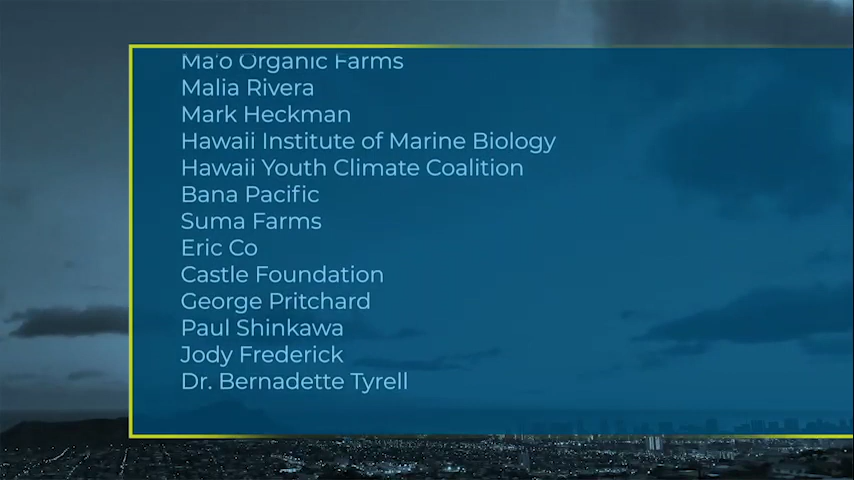 Ma'o Organic Farms
Malia Rivera
Mark Heckman
Hawaii Institute of Marine Biology
Hawaii Youth Climate Coalition
Bana Pacific
Suma Farms
Eric Co
Castle Foundation
George Pritchard
Paul Shinkawa
Jody Frederick
Dr. Bernadette Tyrell